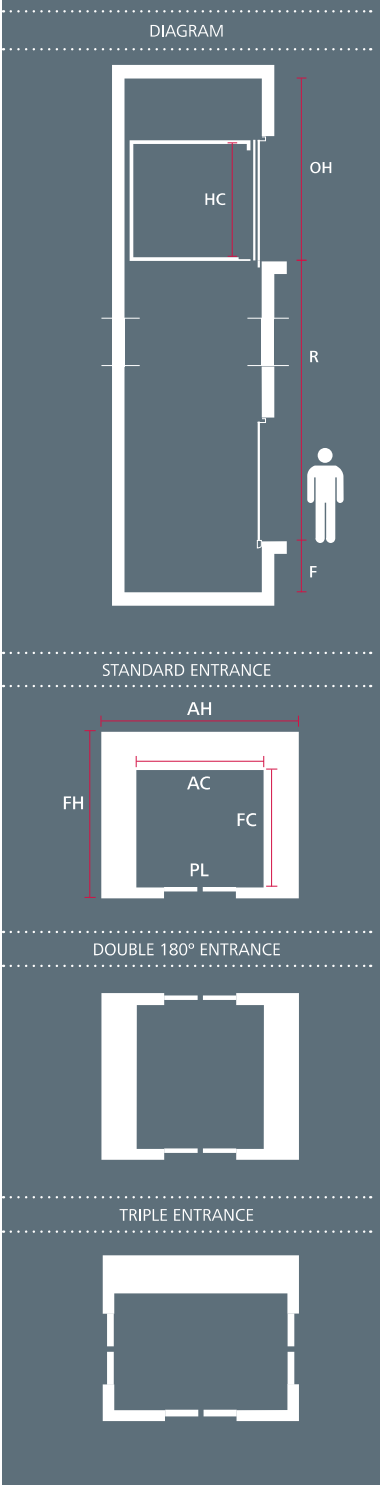 DIAGRAM
OH
HC
R
F
STANDARD ENTRANCE
AH
AC
FH
FC
PL
DOUBLE 180º ENTRANCE
TRIPLE ENTRANCE